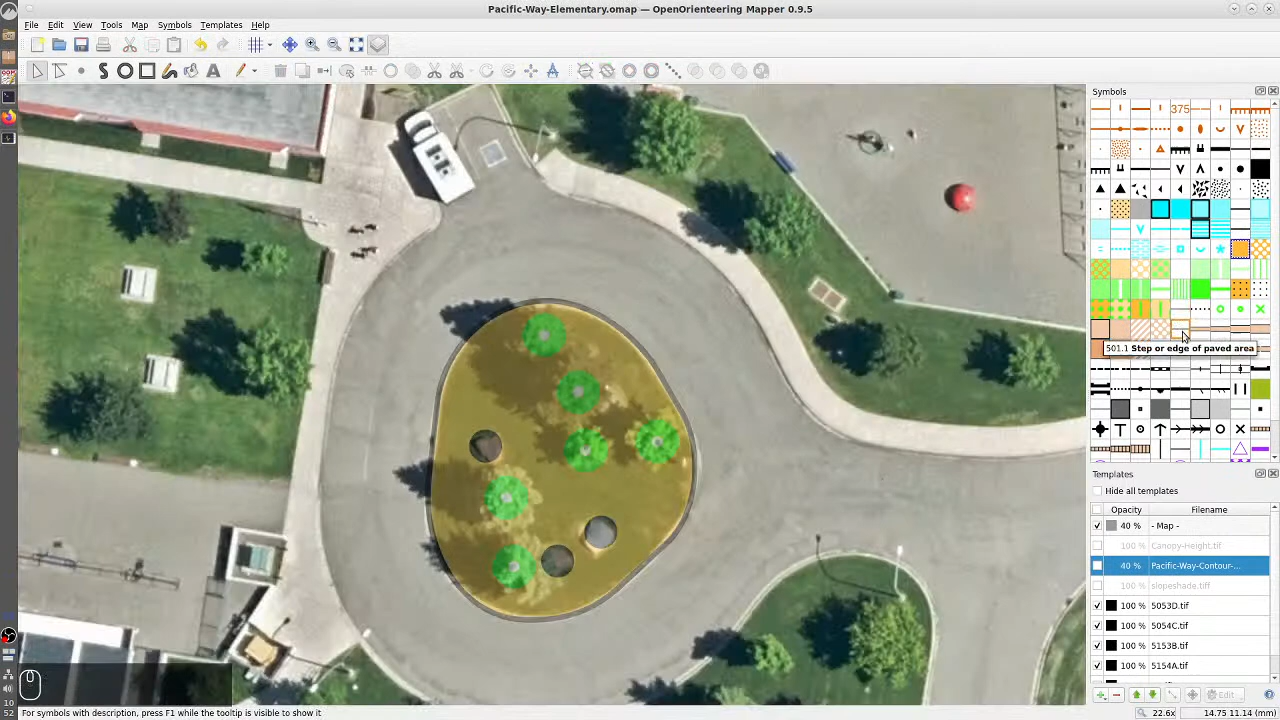 Pacific-Way-Elementary.omap — OpenOrienteering Mapper 0.9.5
File Edit View Tools Map Symbols Templates Help
Symbols
375
501.1 Step or edge of paved area
Templates
Hide all templates
Opacity Filename
40 % - Map -
100 % Canopy-Height.tif
40 % Pacific-Way-Contour-...
100 % slopeshade.tiff
100 % 5053D.tif
100 % 5054C.tif
100 % 5153B.tif
100 % 5154A.tif
Edit
10
52
For symbols with description, press F1 while the tooltip is visible to show it
22.6x
14.75 11.14 (mm)